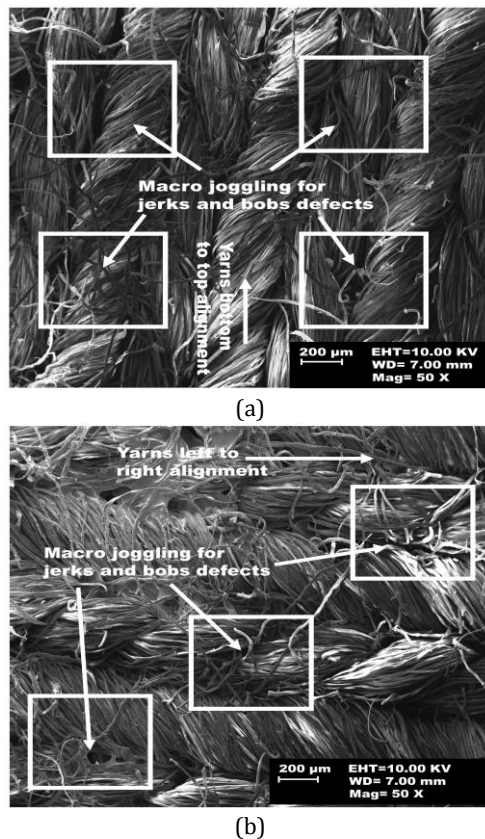 Macro joggling for
jerks and bobs defects
Yarns bottom
to top alignment
200 µm
EHT=10.00 KV
WD= 7.00 mm
Mag= 50 X
(a)
Yarns left to
right alignment
Macro joggling for
jerks and bobs defects
200 µm
EHT=10.00 KV
WD= 7.00 mm
Mag= 50 X
(b)